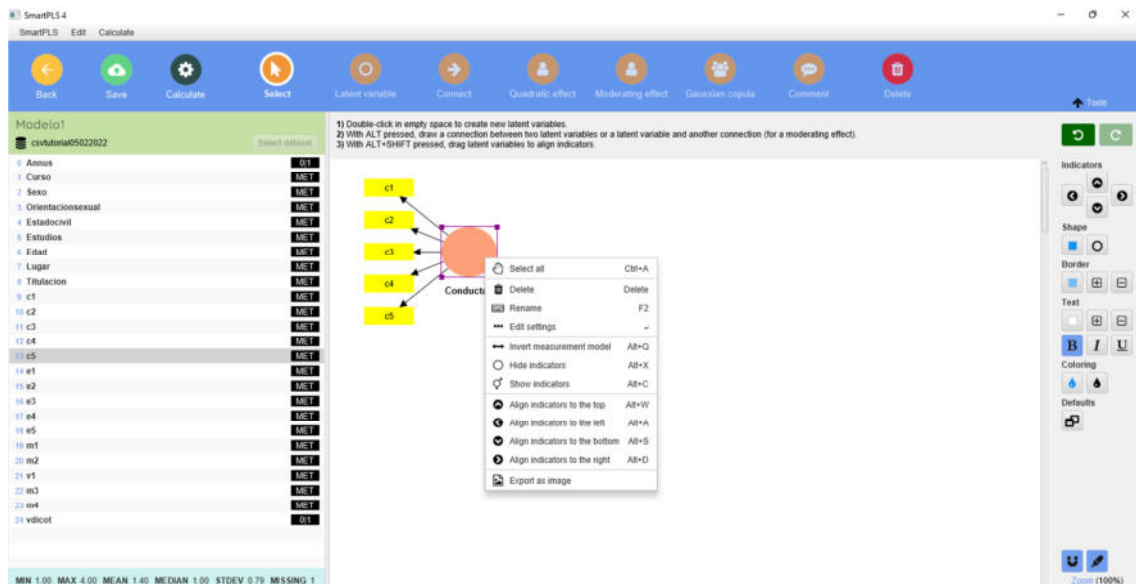 SmartPLS 4
SmartPLS Edit Calculate
Back Save Calculate Select Latent variable Connect Quadratic effect Moderating effect Gaussian copula Comment Delete
Tools
Modelo1
csvtutorial05022022 Select dataset
1) Double-click in empty space to create new latent variables.
2) With ALT pressed, draw a connection between two latent variables or a latent variable and another connection (for a moderating effect).
3) With ALT+SHIFT pressed, drag latent variables to align indicators.
0 Annus 0|1
1 Curso MET
2 Sexo MET
3 Orientacionsexual MET
4 Estadocivil MET
5 Estudios MET
6 Edad MET
7 Lugar MET
8 Titulacion MET
9 c1 MET
10 c2 MET
11 c3 MET
12 c4 MET
13 c5 MET
14 e1 MET
15 e2 MET
16 e3 MET
17 e4 MET
18 e5 MET
19 m1 MET
20 m2 MET
21 v1 MET
22 m3 MET
23 m4 MET
24 vdicot 0|1
MIN 1.00 MAX 4.00 MEAN 1.40 MEDIAN 1.00 STDEV 0.79 MISSING 1
c1
c2
c3
c4
c5
Conducta
Select all Ctrl+A
Delete Delete
Rename F2
Edit settings
Invert measurement model Alt+Q
Hide indicators Alt+X
Show indicators Alt+C
Align indicators to the top Alt+W
Align indicators to the left Alt+A
Align indicators to the bottom Alt+S
Align indicators to the right Alt+D
Export as image
Indicators
Shape
Border
Text
B I U
Coloring
Defaults
Zoom (100%)